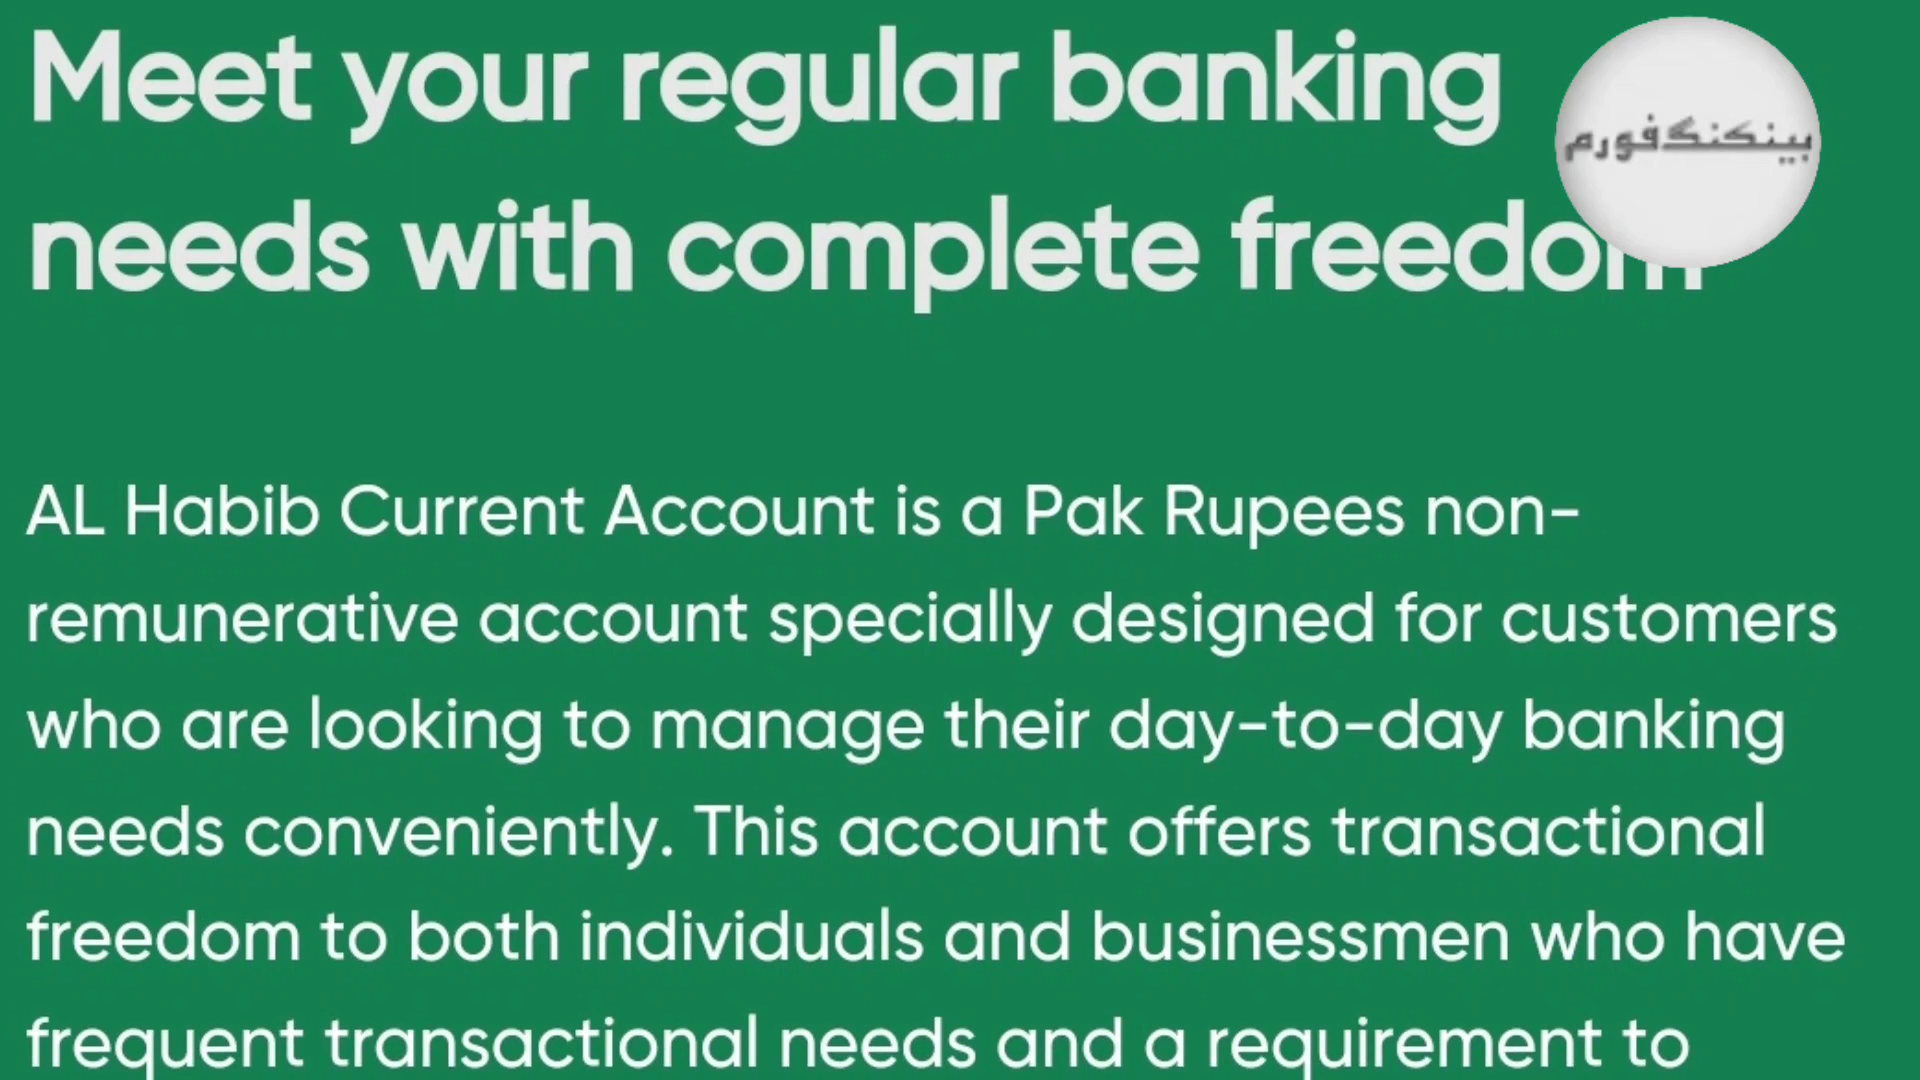 Meet your regular banking
بینکنگ فورم
needs with complete freedom
AL Habib Current Account is a Pak Rupees non-
remunerative account specially designed for customers
who are looking to manage their day-to-day banking
needs conveniently. This account offers transactional
freedom to both individuals and businessmen who have
frequent transactional needs and a requirement to